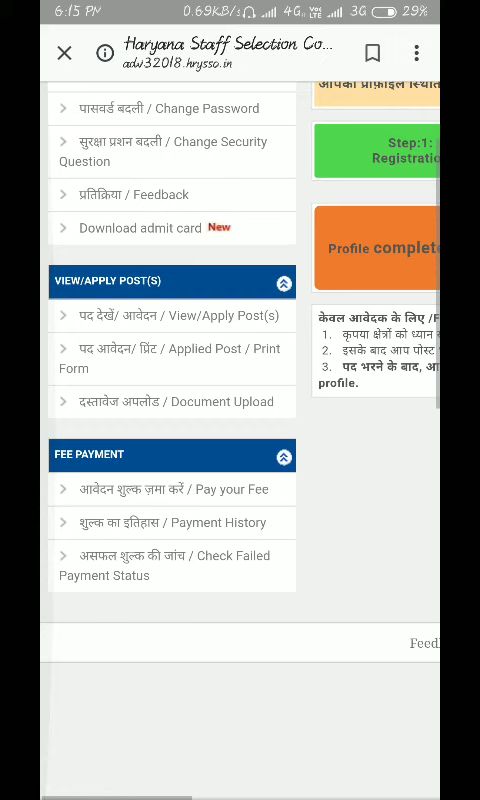 6:15 PM 0.69KB/s 4G VoLTE 3G 29%
Haryana Staff Selection Co...
adv32018.hryssc.in
पासवर्ड बदली / Change Password
सुरक्षा प्रशन बदली / Change Security
Question
प्रतिक्रिया / Feedback
Download admit card New
VIEW/APPLY POST(S)
पद देखें/ आवेदन / View/Apply Post(s)
पद आवेदन/ प्रिंट / Applied Post / Print
Form
दस्तावेज अपलोड / Document Upload
FEE PAYMENT
आवेदन शुल्क ज़मा करें / Pay your Fee
शुल्क का इतिहास / Payment History
असफल शुल्क की जांच / Check Failed
Payment Status
आपकी प्रोफ़ाइल स्थिति
Step:1:
Registratio
Profile complet
केवल आवेदक के लिए /F
1. कृपया क्षेत्रों को ध्यान
2. इसके बाद आप पोस्ट
3. पद भरने के बाद, आ
profile.
Feed